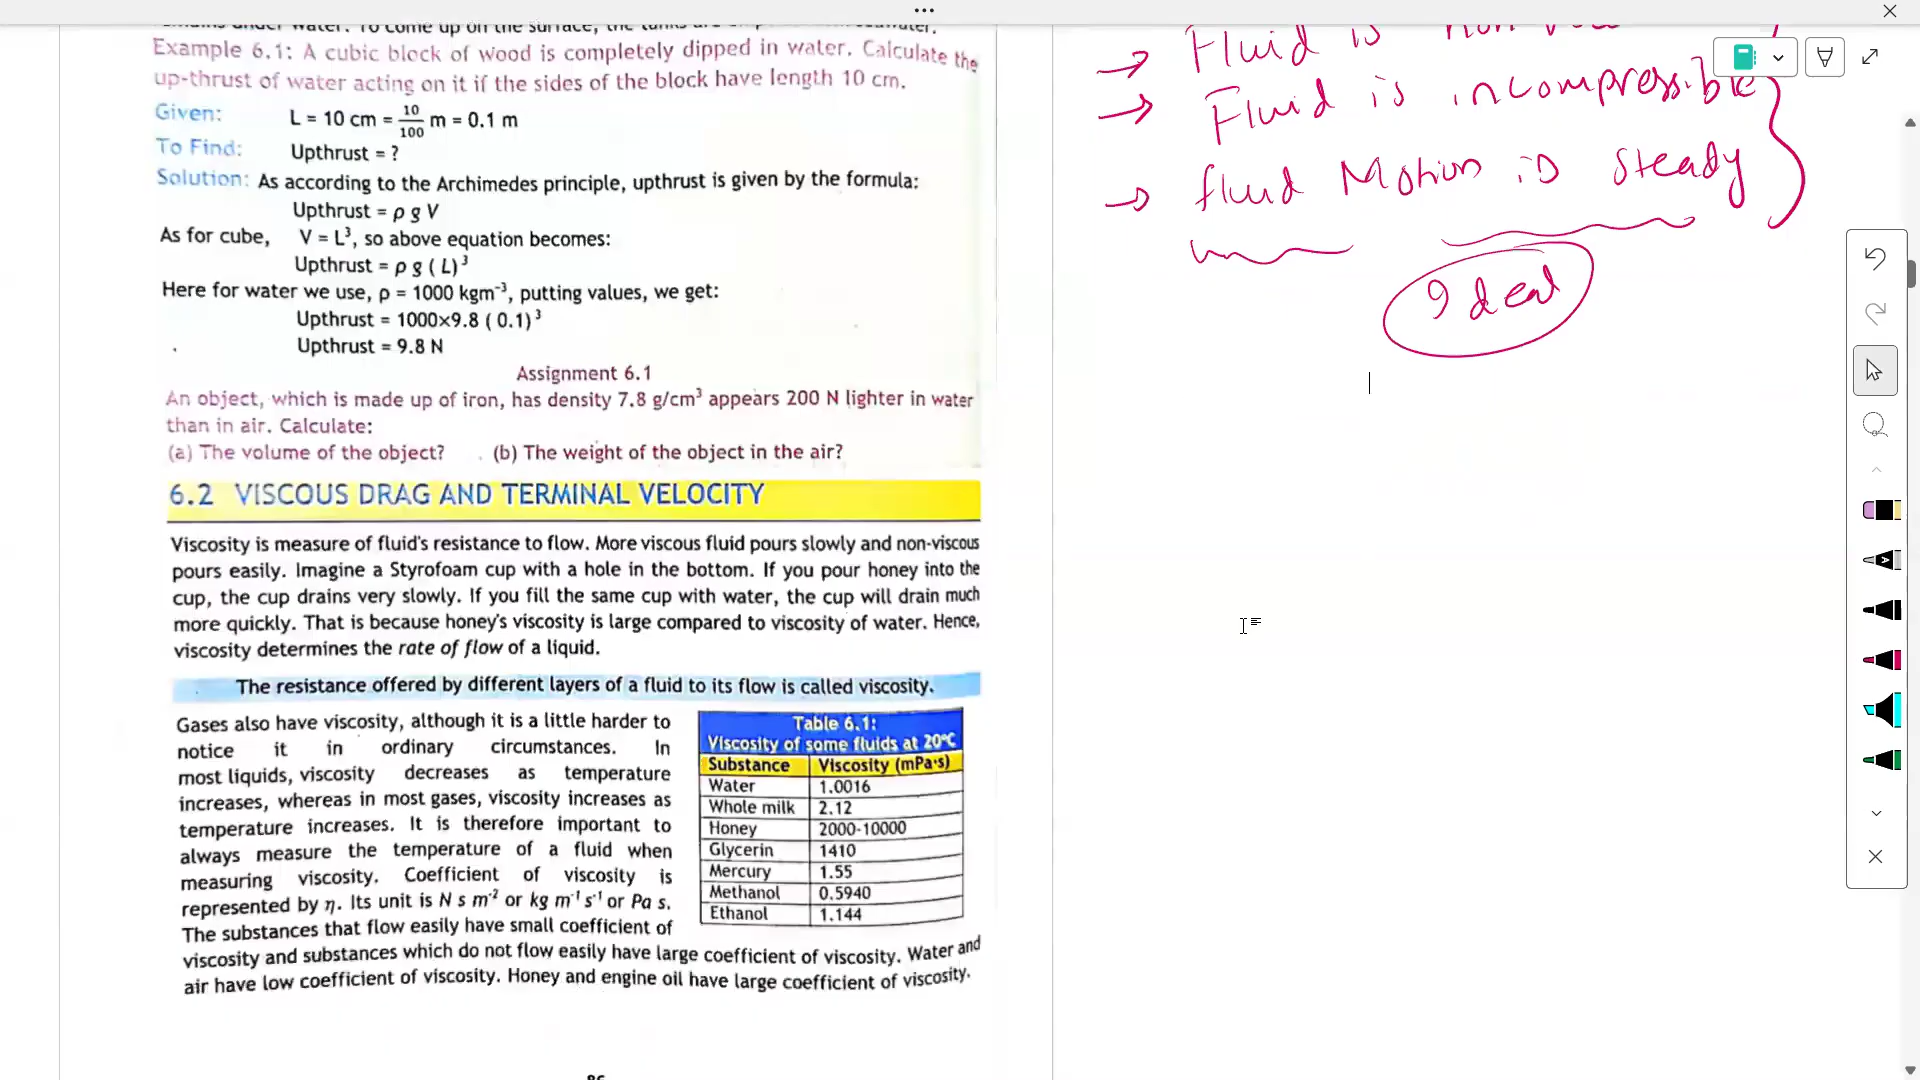 Example 6.1: A cubic block of wood is completely dipped in water. Calculate the
up-thrust of water acting on it if the sides of the block have length 10 cm.
Given: L = 10 cm = 10/100 m = 0.1 m
To Find: Upthrust = ?
Solution: As according to the Archimedes principle, upthrust is given by the formula:
Upthrust = ρ g V
As for cube, V = L³, so above equation becomes:
Upthrust = ρ g ( L)³
Here for water we use, ρ = 1000 kgm⁻³, putting values, we get:
Upthrust = 1000×9.8 ( 0.1)³
Upthrust = 9.8 N
Assignment 6.1
An object, which is made up of iron, has density 7.8 g/cm³ appears 200 N lighter in water
than in air. Calculate:
(a) The volume of the object? (b) The weight of the object in the air?
6.2 VISCOUS DRAG AND TERMINAL VELOCITY
Viscosity is measure of fluid's resistance to flow. More viscous fluid pours slowly and non-viscous
pours easily. Imagine a Styrofoam cup with a hole in the bottom. If you pour honey into the
cup, the cup drains very slowly. If you fill the same cup with water, the cup will drain much
more quickly. That is because honey's viscosity is large compared to viscosity of water. Hence,
viscosity determines the rate of flow of a liquid.
The resistance offered by different layers of a fluid to its flow is called viscosity.
Gases also have viscosity, although it is a little harder to
notice it in ordinary circumstances. In
most liquids, viscosity decreases as temperature
increases, whereas in most gases, viscosity increases as
temperature increases. It is therefore important to
always measure the temperature of a fluid when
measuring viscosity. Coefficient of viscosity is
represented by η. Its unit is N s m⁻² or kg m⁻¹ s⁻¹ or Pa s.
The substances that flow easily have small coefficient of
viscosity and substances which do not flow easily have large coefficient of viscosity. Water and
air have low coefficient of viscosity. Honey and engine oil have large coefficient of viscosity.
Table 6.1:
Viscosity of some fluids at 20°C
Substance Viscosity (mPa·s)
Water 1.0016
Whole milk 2.12
Honey 2000-10000
Glycerin 1410
Mercury 1.55
Methanol 0.5940
Ethanol 1.144
→ Fluid is
→ Fluid is incompressible
→ fluid Motion is steady
Ideal